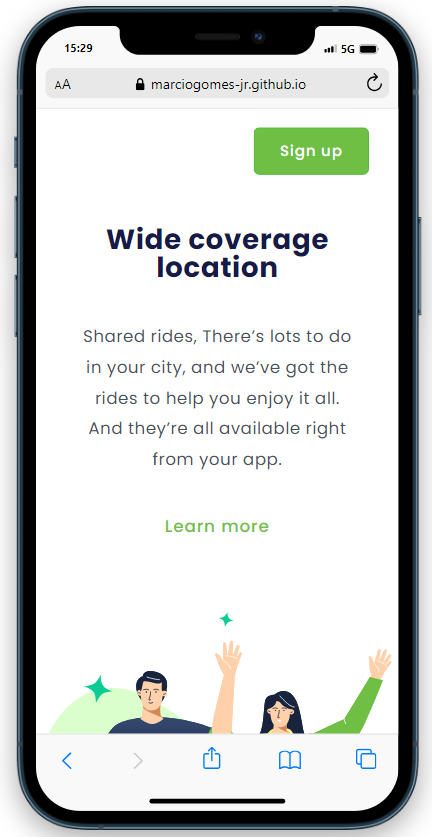 15:29
5G
AA
marciogomes-jr.github.io
Sign up
Wide coverage
location
Shared rides, There’s lots to do
in your city, and we’ve got the
rides to help you enjoy it all.
And they’re all available right
from your app.
Learn more